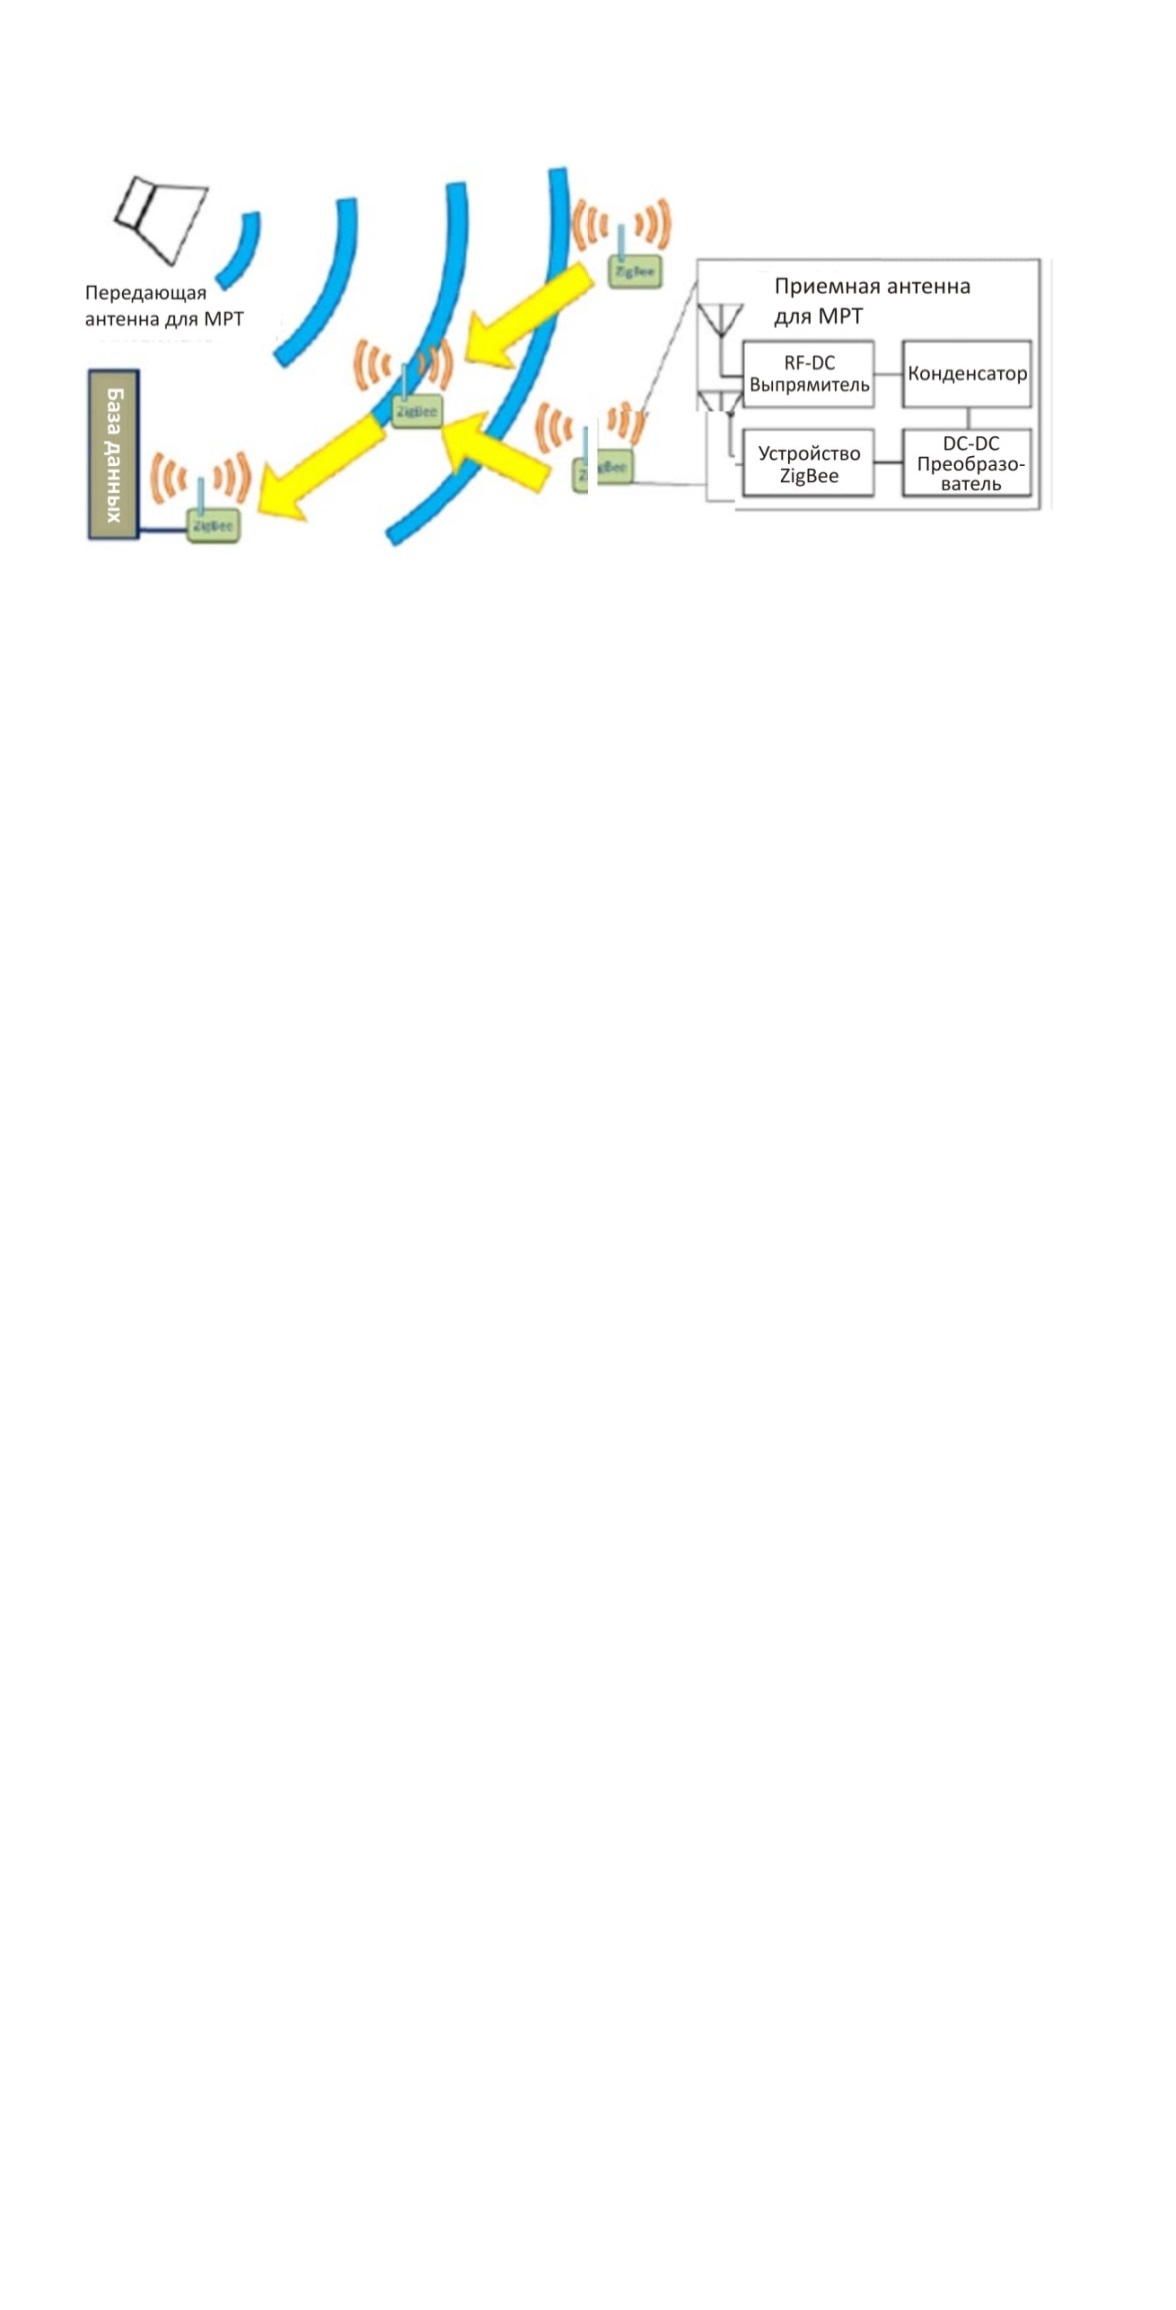 ZigBee
Приемная антенна
для МРТ
Передающая
антенна для МРТ
RF-DC
Выпрямитель
Конденсатор
База данных
ZigBee
Устройство
ZigBee
DC-DC
Преобразо-
ватель
gBee
ZigBee